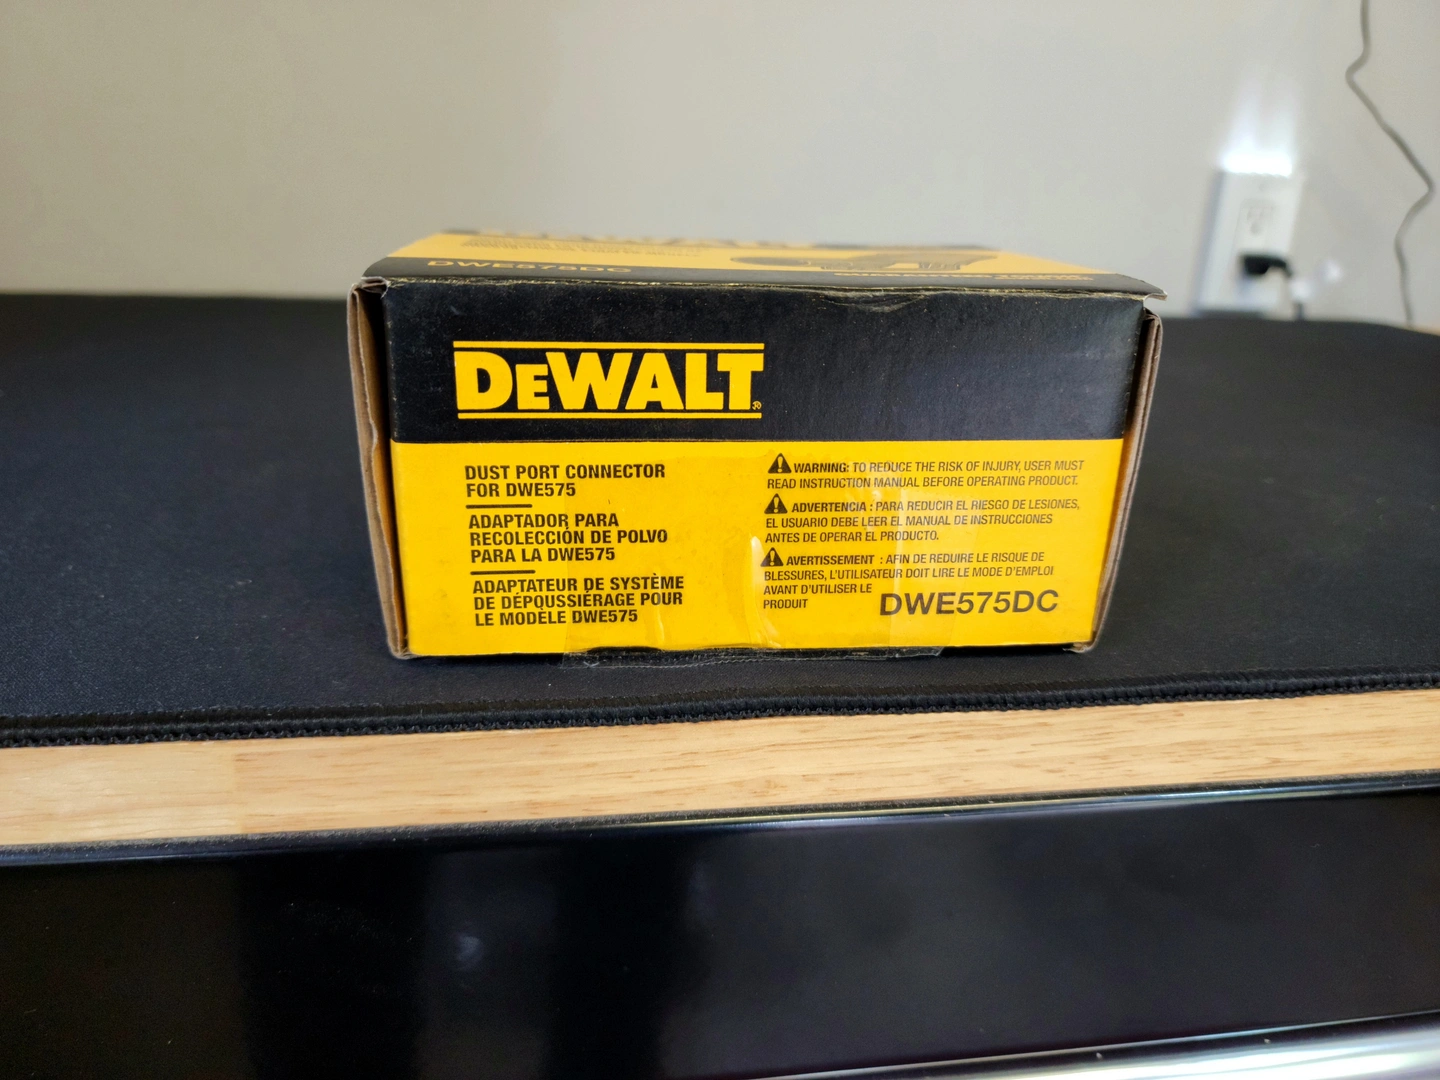 DWE575DC
DEWALT®
DUST PORT CONNECTOR
FOR DWE575
ADAPTADOR PARA
RECOLECCIÓN DE POLVO
PARA LA DWE575
ADAPTATEUR DE SYSTÈME
DE DÉPOUSSIÉRAGE POUR
LE MODÈLE DWE575
WARNING: TO REDUCE THE RISK OF INJURY, USER MUST
READ INSTRUCTION MANUAL BEFORE OPERATING PRODUCT.
ADVERTENCIA : PARA REDUCIR EL RIESGO DE LESIONES,
EL USUARIO DEBE LEER EL MANUAL DE INSTRUCCIONES
ANTES DE OPERAR EL PRODUCTO.
AVERTISSEMENT : AFIN DE REDUIRE LE RISQUE DE
BLESSURES, L'UTILISATEUR DOIT LIRE LE MODE D'EMPLOI
AVANT D'UTILISER LE
PRODUIT
DWE575DC